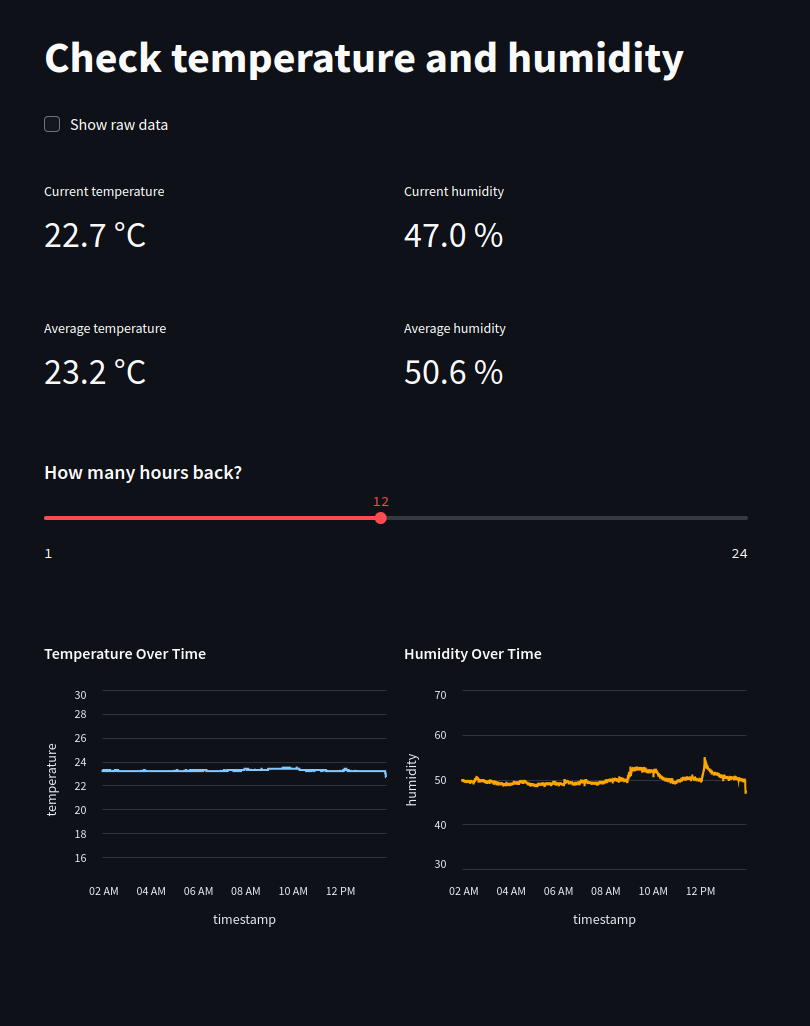 Check temperature and humidity
Show raw data
Current temperature
22.7 °C
Current humidity
47.0 %
Average temperature
23.2 °C
Average humidity
50.6 %
How many hours back?
12
1
24
Temperature Over Time
30
28
26
24
22
20
18
16
temperature
02 AM 04 AM 06 AM 08 AM 10 AM 12 PM
timestamp
Humidity Over Time
70
60
50
40
30
humidity
02 AM 04 AM 06 AM 08 AM 10 AM 12 PM
timestamp